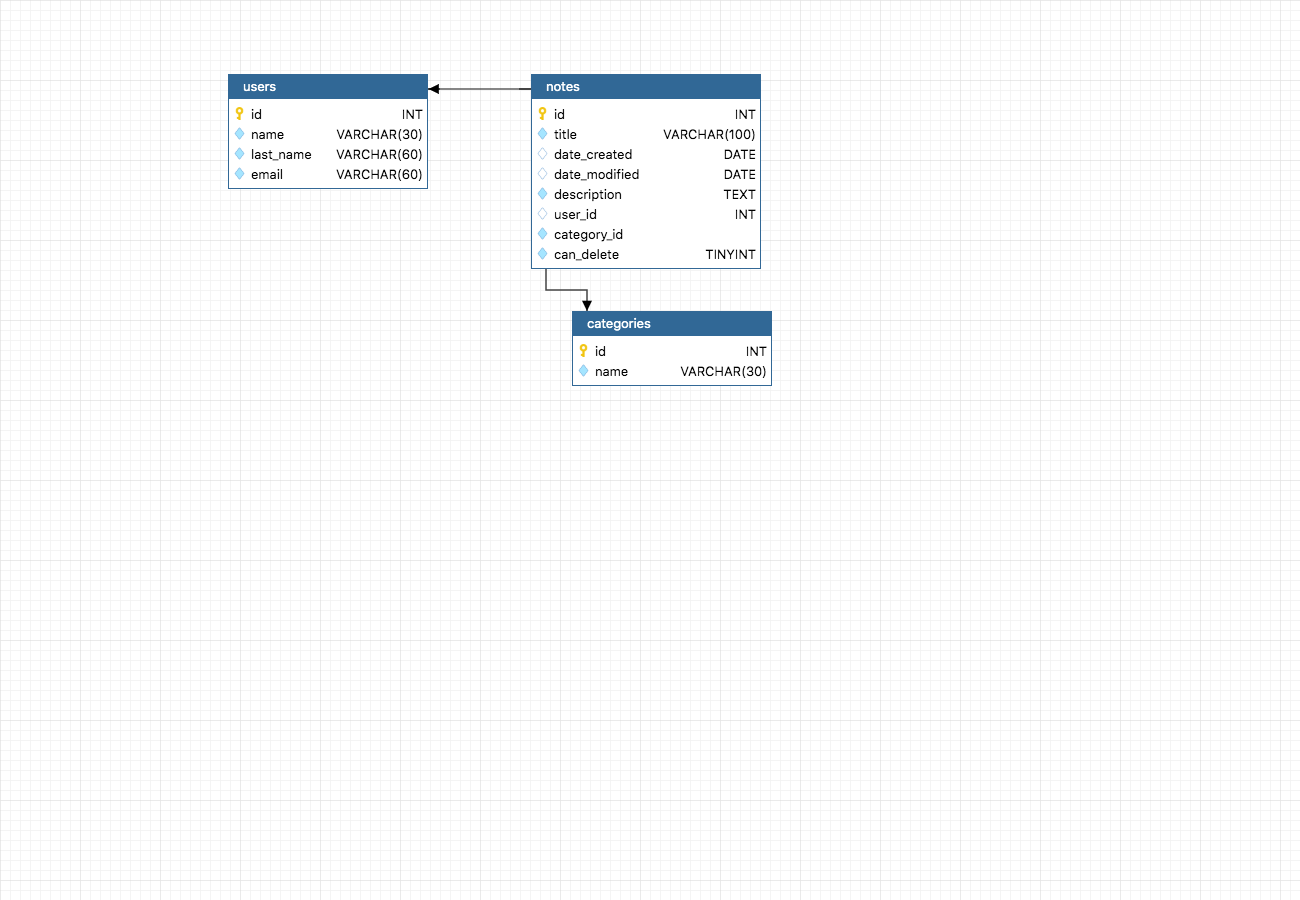 users
id INT
name VARCHAR(30)
last_name VARCHAR(60)
email VARCHAR(60)
notes
id INT
title VARCHAR(100)
date_created DATE
date_modified DATE
description TEXT
user_id INT
category_id
can_delete TINYINT
categories
id INT
name VARCHAR(30)